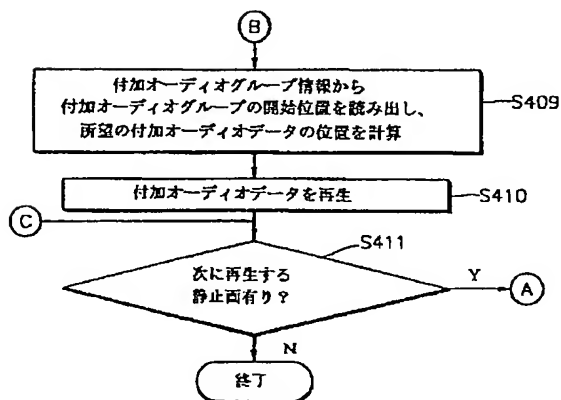 B
付加オーディオグループ情報から
付加オーディオグループの開始位置を読み出し、
所望の付加オーディオデータの位置を計算
S409
付加オーディオデータを再生
S410
C
S411
次に再生する
静止画有り？
Y
A
N
終了